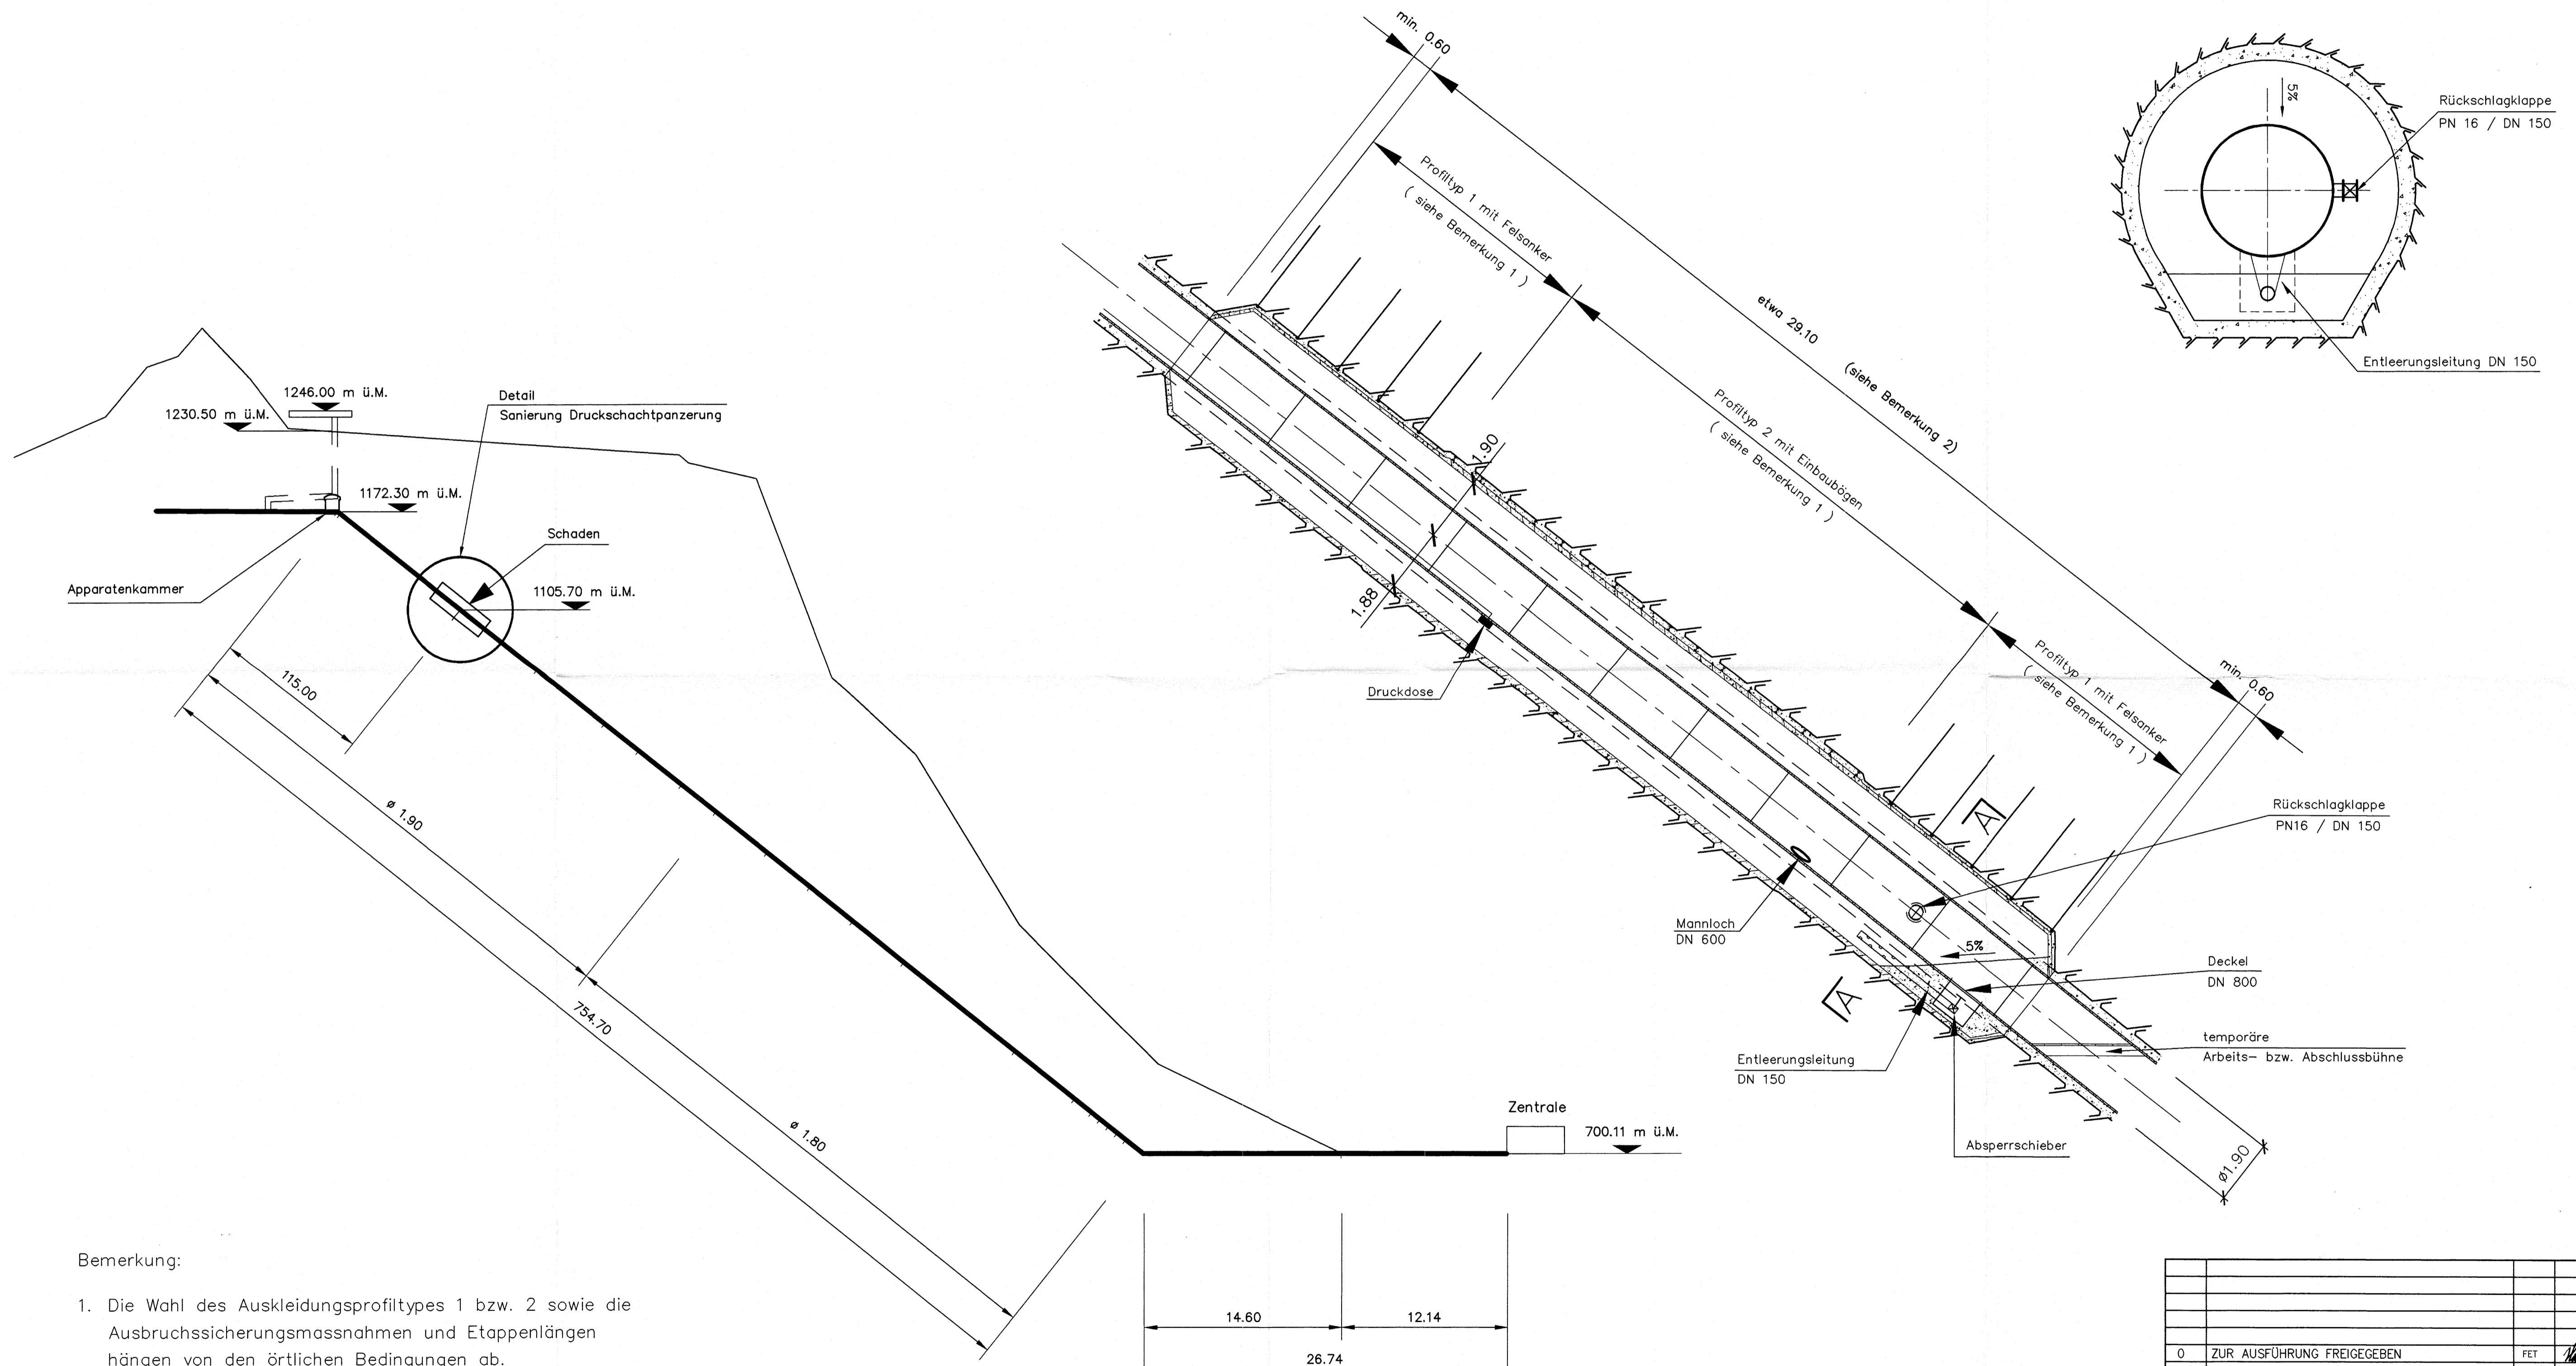 min. 0.60
5%
Rückschlagklappe
PN 16 / DN 150
Profiltyp 1 mit Felsanker
( siehe Bemerkung 1 )
etwa 29.10 (siehe Bemerkung 2)
Entleerungsleitung DN 150
1246.00 m ü.M.
1230.50 m ü.M.
Detail
Sanierung Druckschachtpanzerung
Profiltyp 2 mit Einbaubögen
( siehe Bemerkung 1 )
1.90
1172.30 m ü.M.
Schaden
Apparatenkammer
1105.70 m ü.M.
1.88
115.00
Druckdose
Profiltyp 1 mit Felsanker
( siehe Bemerkung 1 )
min. 0.60
ø 1.90
A
Rückschlagklappe
PN16 / DN 150
Mannloch
DN 600
5%
Deckel
DN 800
A
754.70
temporäre
Arbeits- bzw. Abschlussbühne
Entleerungsleitung
DN 150
ø 1.80
Zentrale
700.11 m ü.M.
Absperrschieber
ø1.90
Bemerkung:
1. Die Wahl des Auskleidungsprofiltypes 1 bzw. 2 sowie die
Ausbruchssicherungsmassnahmen und Etappenlängen
hängen von den örtlichen Bedingungen ab.
14.60
12.14
26.74
0 ZUR AUSFÜHRUNG FREIGEGEBEN FET